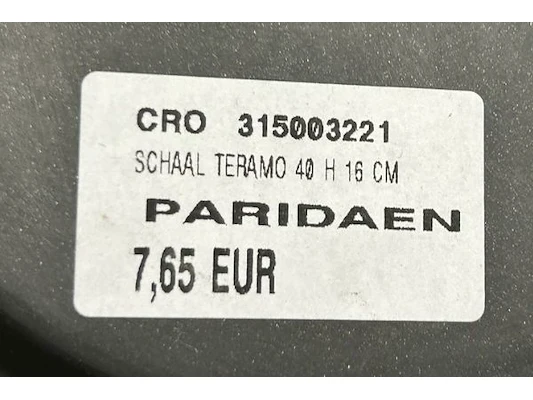 CRO 315003221
SCHAAL TERAMO 40 H 16 CM
PARIDAEN
7,65 EUR